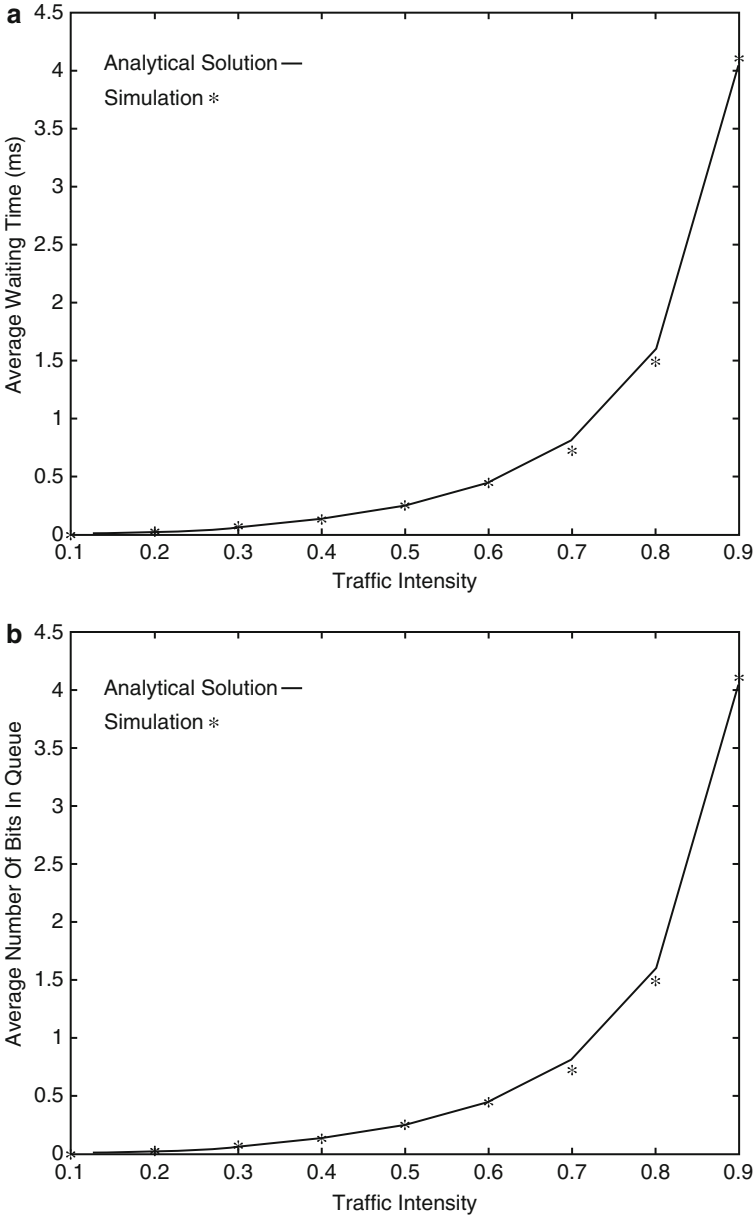 a
4.5
4
3.5
3
2.5
2
1.5
1
0.5
0
Average Waiting Time (ms)
Analytical Solution —
Simulation *
0.1 0.2 0.3 0.4 0.5 0.6 0.7 0.8 0.9
Traffic Intensity
b
4.5
4
3.5
3
2.5
2
1.5
1
0.5
0
Average Number Of Bits In Queue
Analytical Solution —
Simulation *
0.1 0.2 0.3 0.4 0.5 0.6 0.7 0.8 0.9
Traffic Intensity